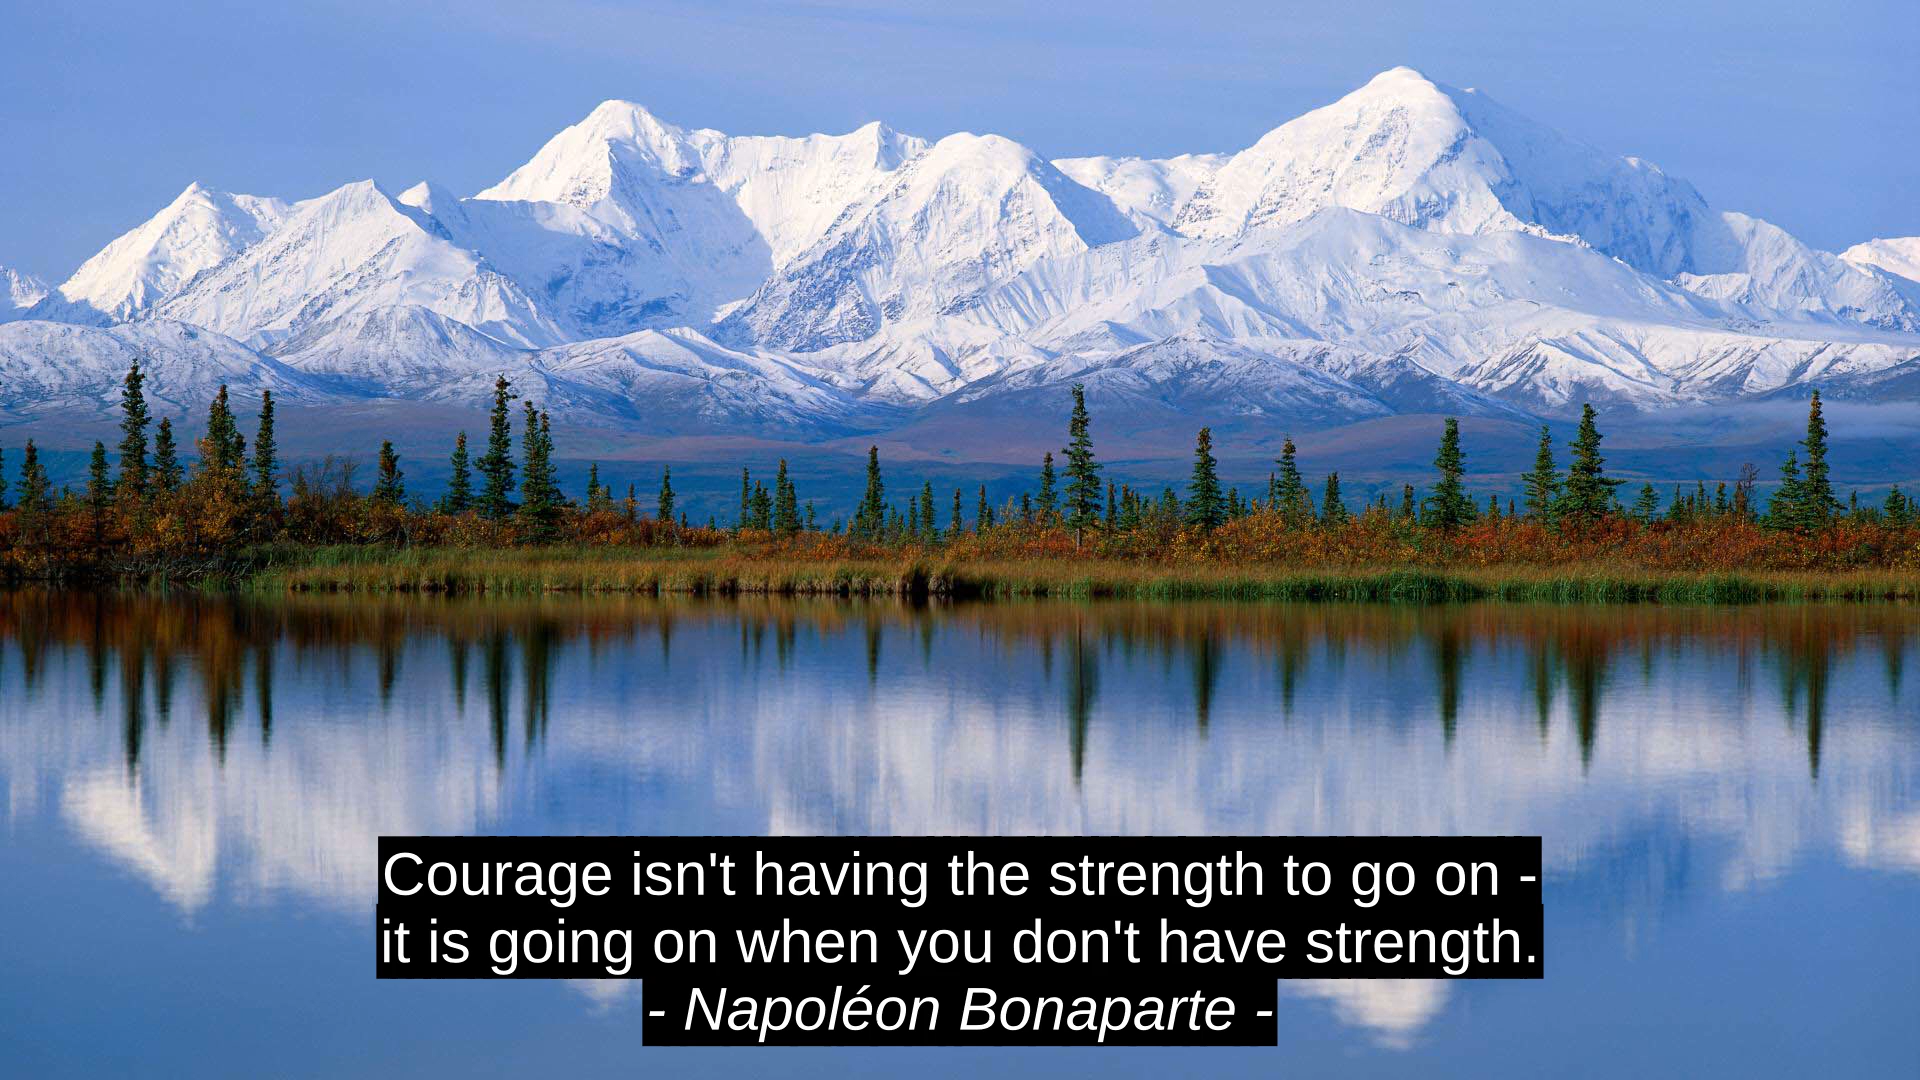 Courage isn't having the strength to go on -
it is going on when you don't have strength.
- Napoléon Bonaparte -